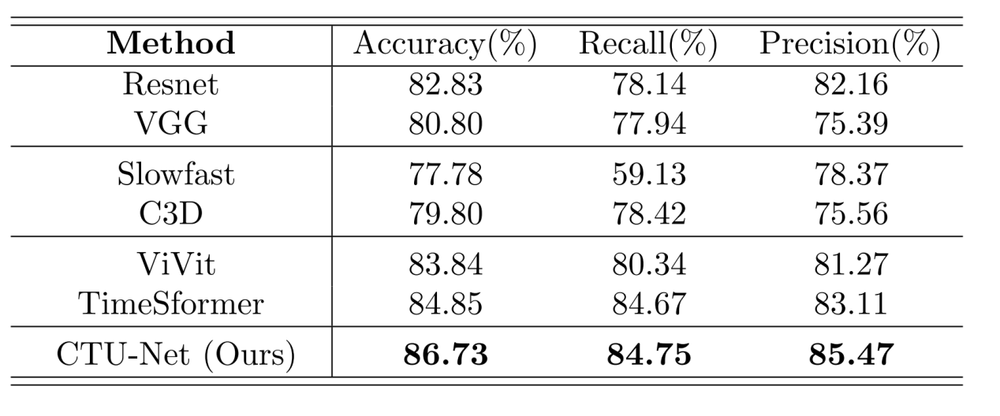 Method Accuracy(%) Recall(%) Precision(%)
Resnet 82.83 78.14 82.16
VGG 80.80 77.94 75.39
Slowfast 77.78 59.13 78.37
C3D 79.80 78.42 75.56
ViVit 83.84 80.34 81.27
TimeSformer 84.85 84.67 83.11
CTU-Net (Ours) 86.73 84.75 85.47